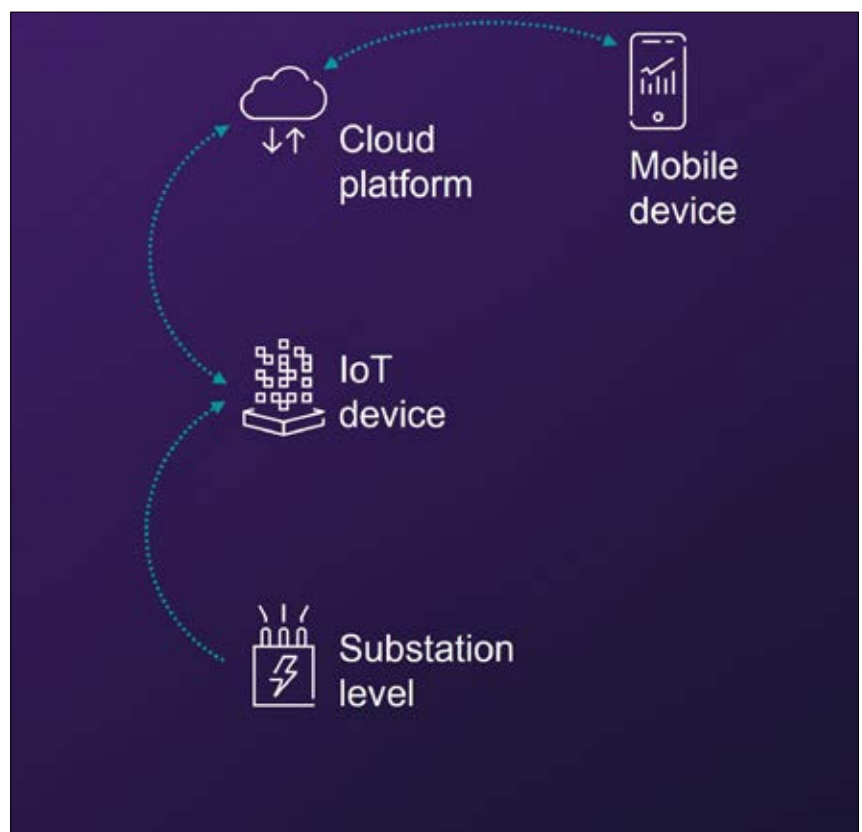 Cloud
platform
Mobile
device
IoT
device
Substation
level